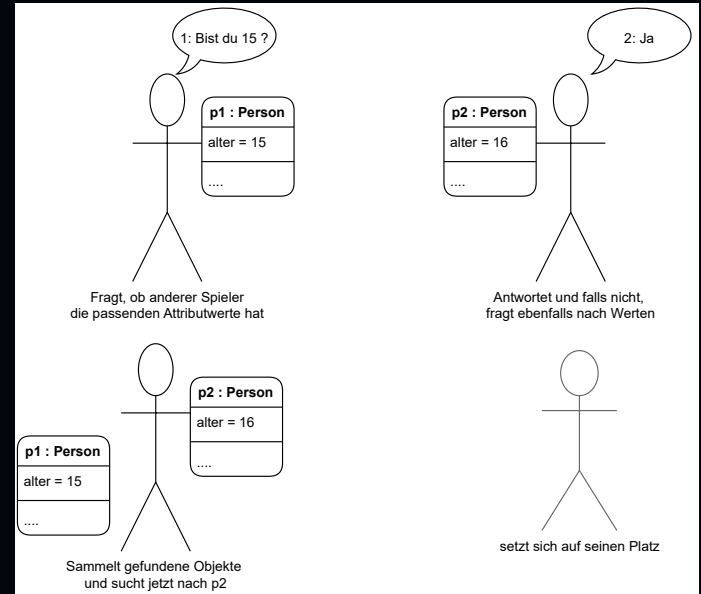 1: Bist du 15 ?
2: Ja
p1 : Person
alter = 15
....
p2 : Person
alter = 16
....
Fragt, ob anderer Spieler
die passenden Attributwerte hat
Antwortet und falls nicht,
fragt ebenfalls nach Werten
p2 : Person
alter = 16
....
p1 : Person
alter = 15
....
Sammelt gefundene Objekte
und sucht jetzt nach p2
setzt sich auf seinen Platz